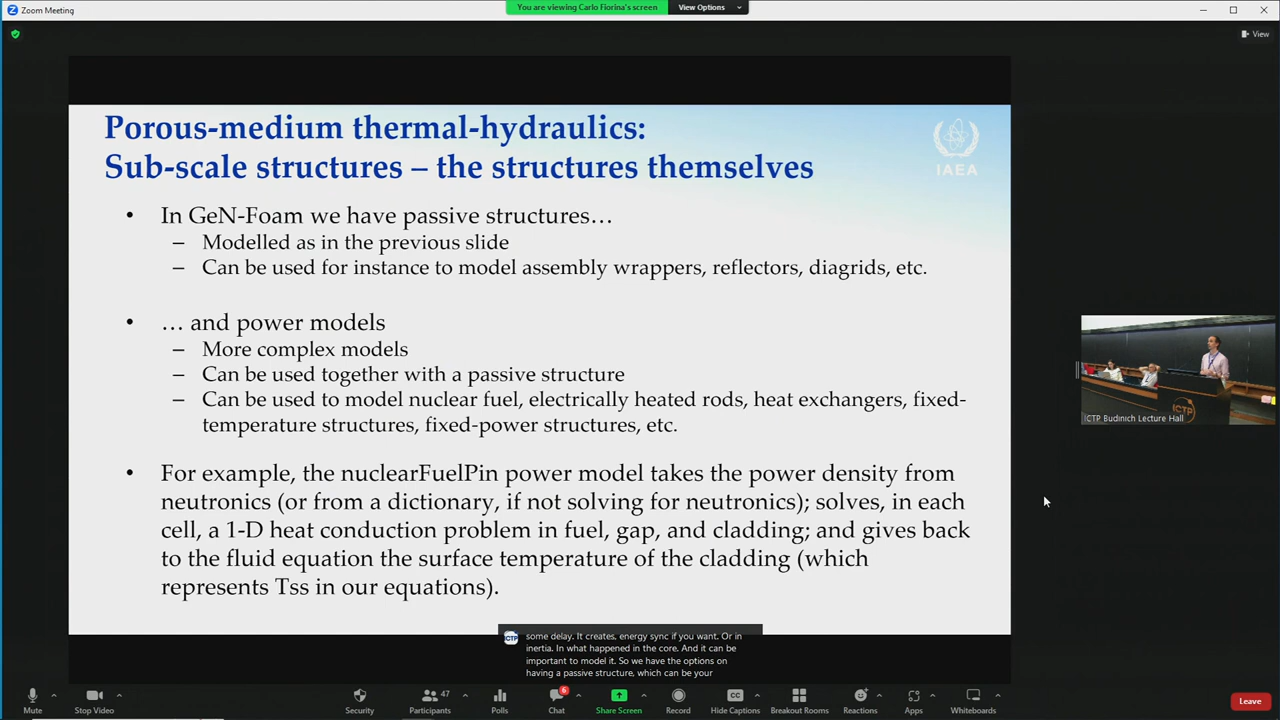 Zoom Meeting
You are viewing Carlo Fiorina's screen
View Options
View
Porous-medium thermal-hydraulics:
Sub-scale structures – the structures themselves
IAEA
• In GeN-Foam we have passive structures…
– Modelled as in the previous slide
– Can be used for instance to model assembly wrappers, reflectors, diagrids, etc.
• … and power models
– More complex models
– Can be used together with a passive structure
– Can be used to model nuclear fuel, electrically heated rods, heat exchangers, fixed-
temperature structures, fixed-power structures, etc.
• For example, the nuclearFuelPin power model takes the power density from
neutronics (or from a dictionary, if not solving for neutronics); solves, in each
cell, a 1-D heat conduction problem in fuel, gap, and cladding; and gives back
to the fluid equation the surface temperature of the cladding (which
represents Tss in our equations).
ICTP
ICTP Budinich Lecture Hall
ICTP
some delay. It creates, energy sync if you want. Or in
inertia. In what happened in the core. And it can be
important to model it. So we have the options on
having a passive structure, which can be your
Mute
Stop Video
Security
47
Participants
Polls
6
Chat
Share Screen
Record
CC
Hide Captions
Breakout Rooms
Reactions
Apps
Whiteboards
Leave